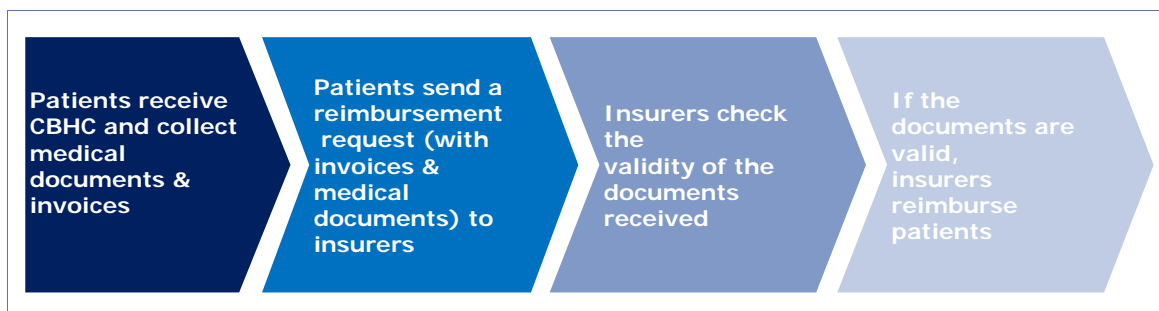 Patients receive
CBHC and collect
medical
documents &
invoices
Patients send a
reimbursement
request (with
invoices &
medical
documents) to
insurers
Insurers check
the
validity of the
documents
received
If the
documents are
valid,
insurers
reimburse
patients